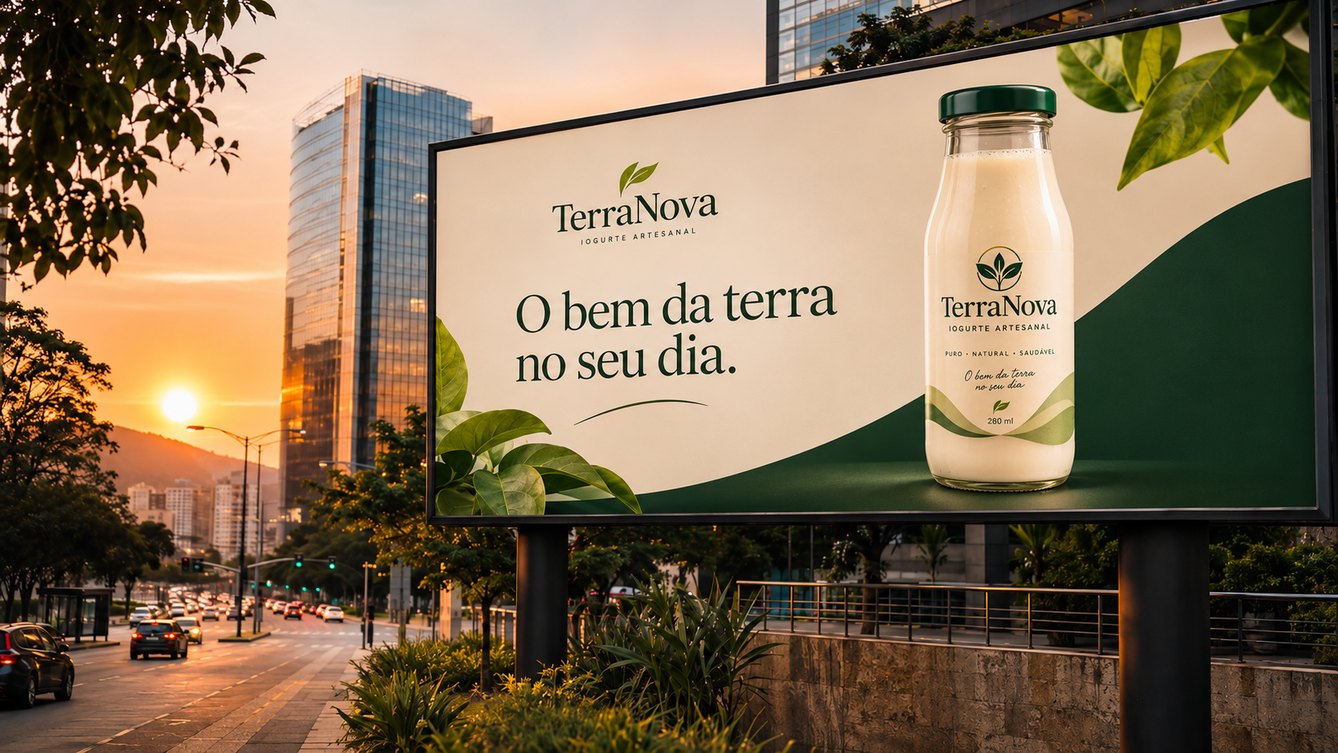 TerraNova
IOGURTE ARTESANAL
O bem da terra
no seu dia.
TerraNova
IOGURTE ARTESANAL
PURO • NATURAL • SAUDÁVEL
O bem da terra
no seu dia
280 ml